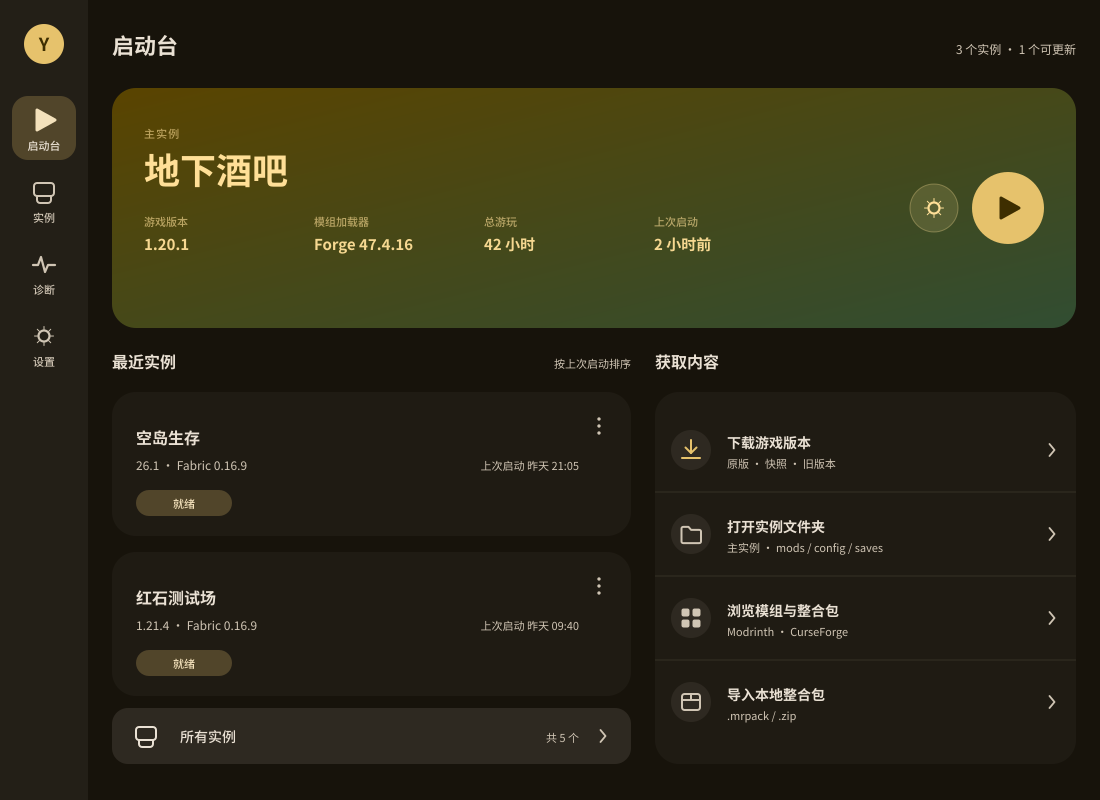 Y
启动台
实例
诊断
设置
启动台
3 个实例 • 1 个可更新
主实例
地下酒吧
游戏版本
1.20.1
模组加载器
Forge 47.4.16
总游玩
42 小时
上次启动
2 小时前
最近实例
按上次启动排序
空岛生存
26.1 • Fabric 0.16.9
上次启动 昨天 21:05
就绪
红石测试场
1.21.4 • Fabric 0.16.9
上次启动 昨天 09:40
就绪
所有实例
共 5 个
获取内容
下载游戏版本
原版 • 快照 • 旧版本
打开实例文件夹
主实例 • mods / config / saves
浏览模组与整合包
Modrinth • CurseForge
导入本地整合包
.mrpack / .zip